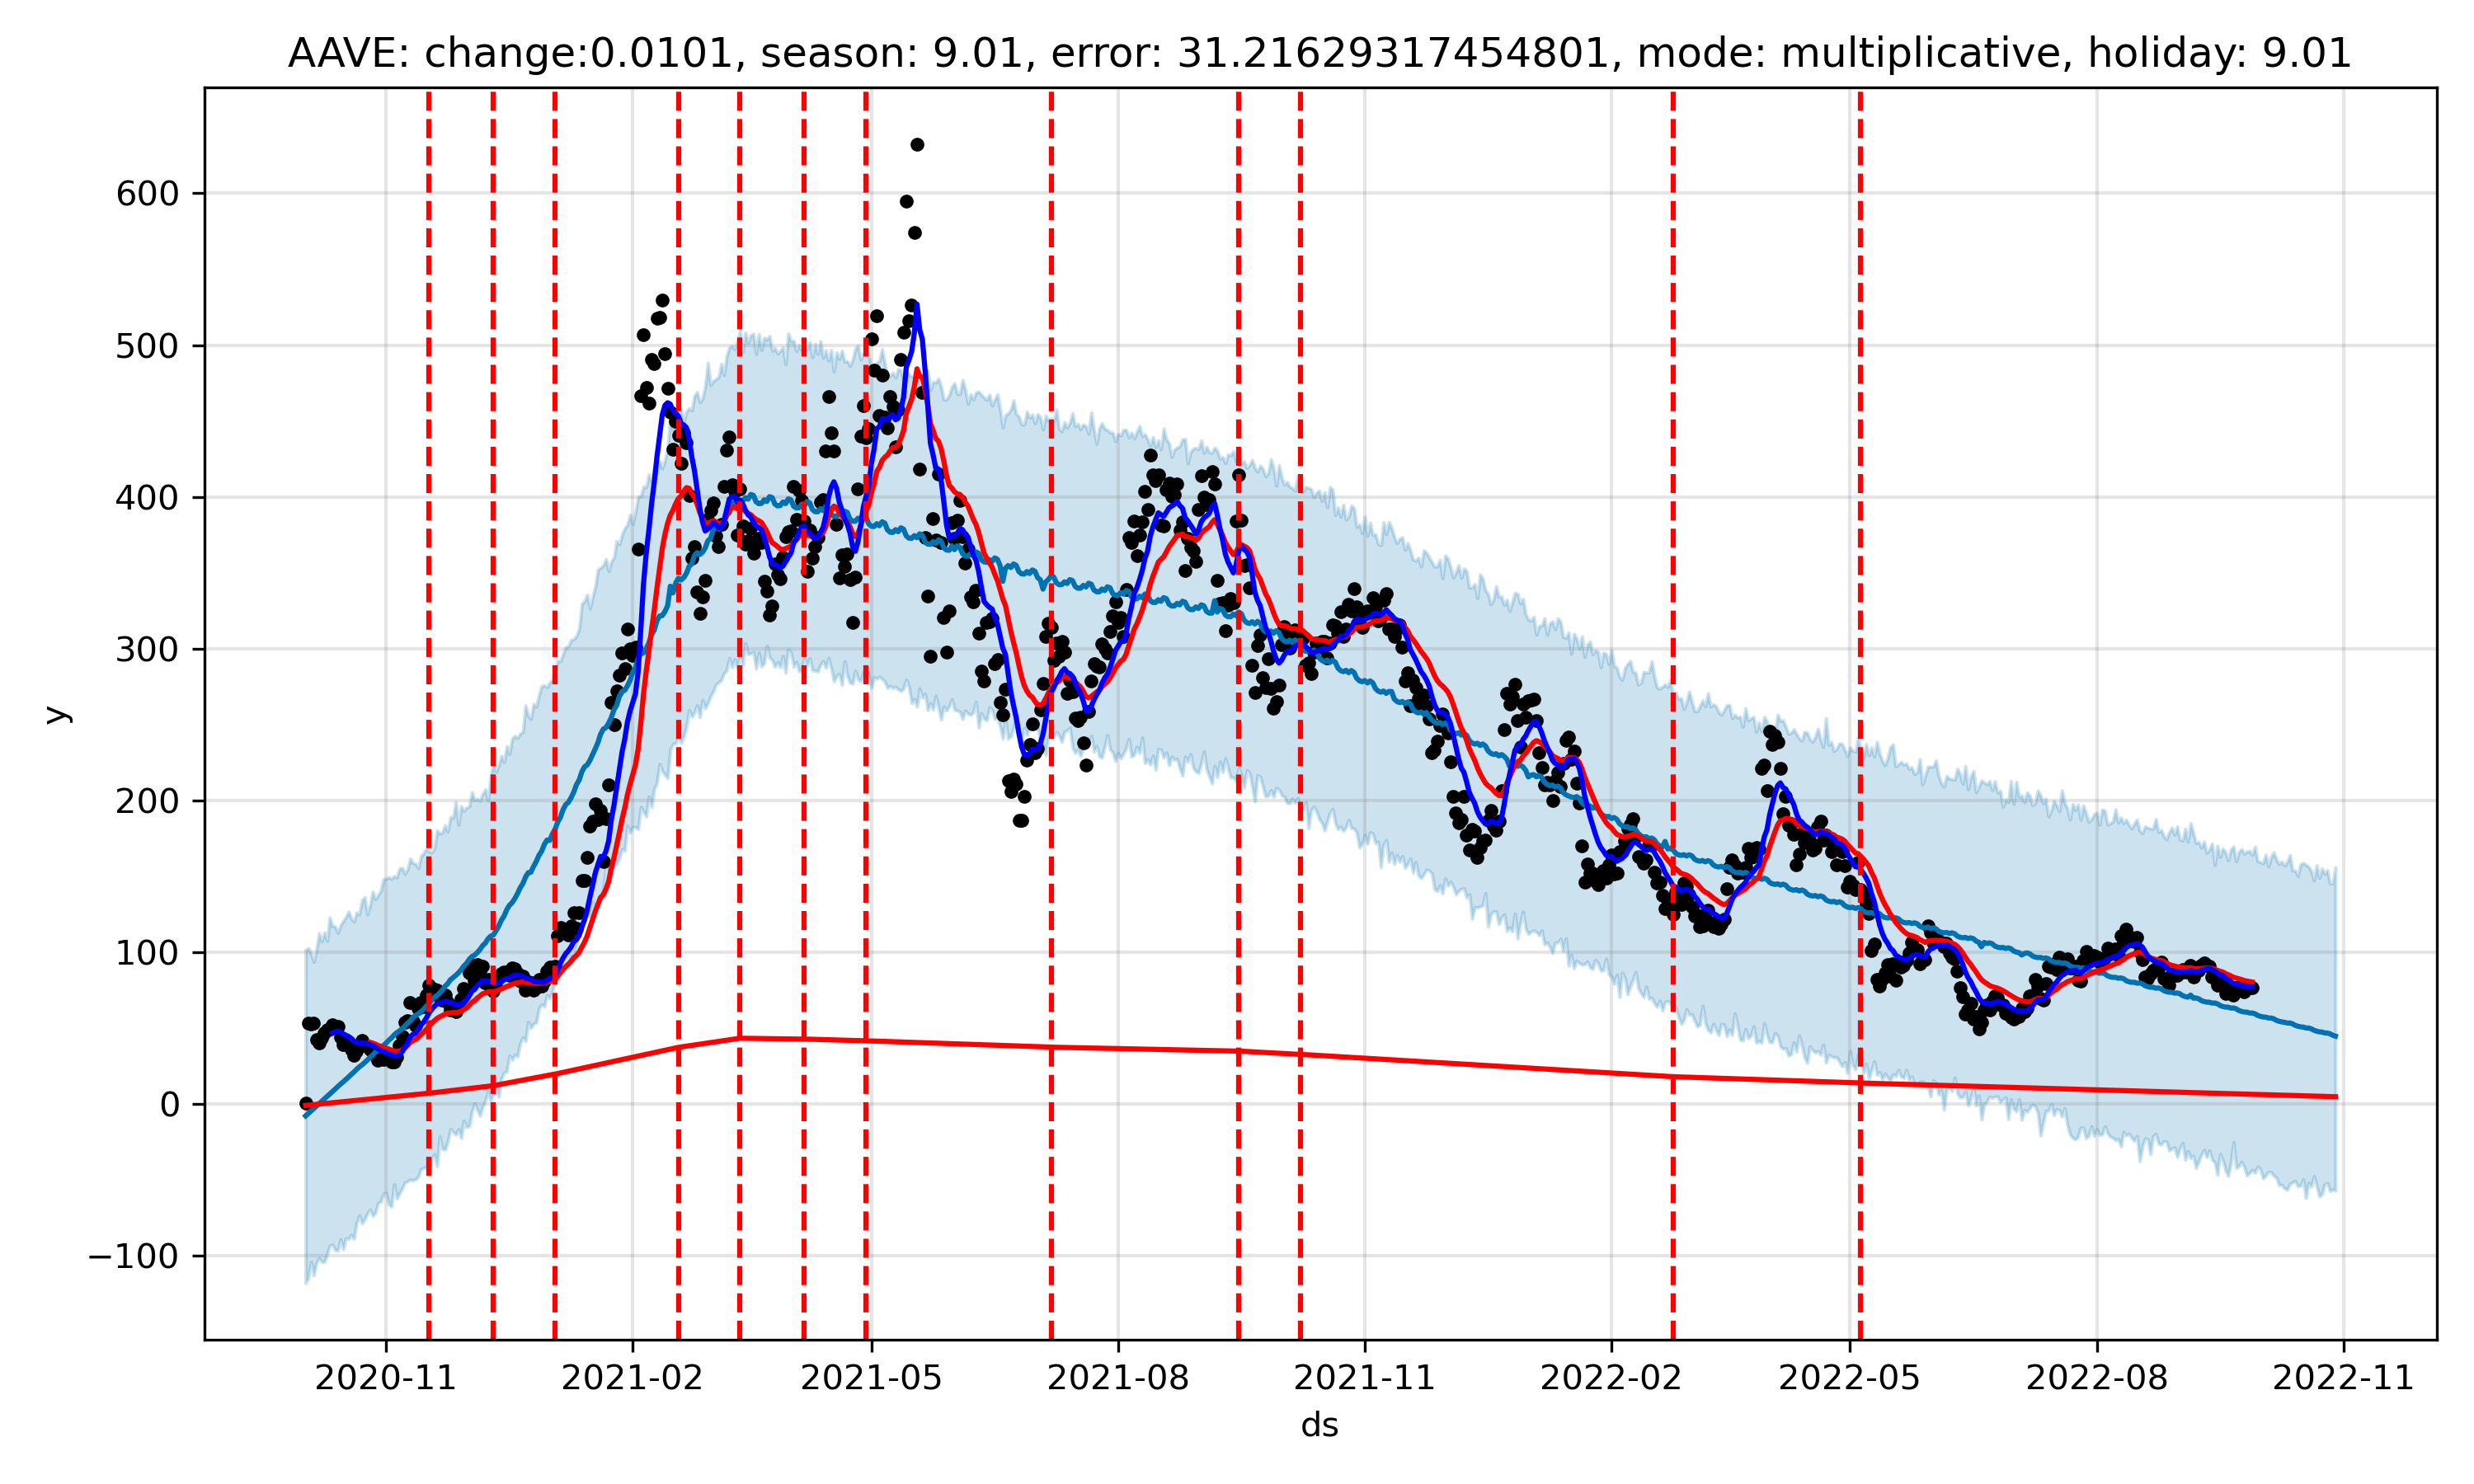 AAVE: change:0.0101, season: 9.01, error: 31.21629317454801, mode: multiplicative, holiday: 9.01
600
500
400
300
200
100
0
−100
y
2020-11 2021-02 2021-05 2021-08 2021-11 2022-02 2022-05 2022-08 2022-11
ds